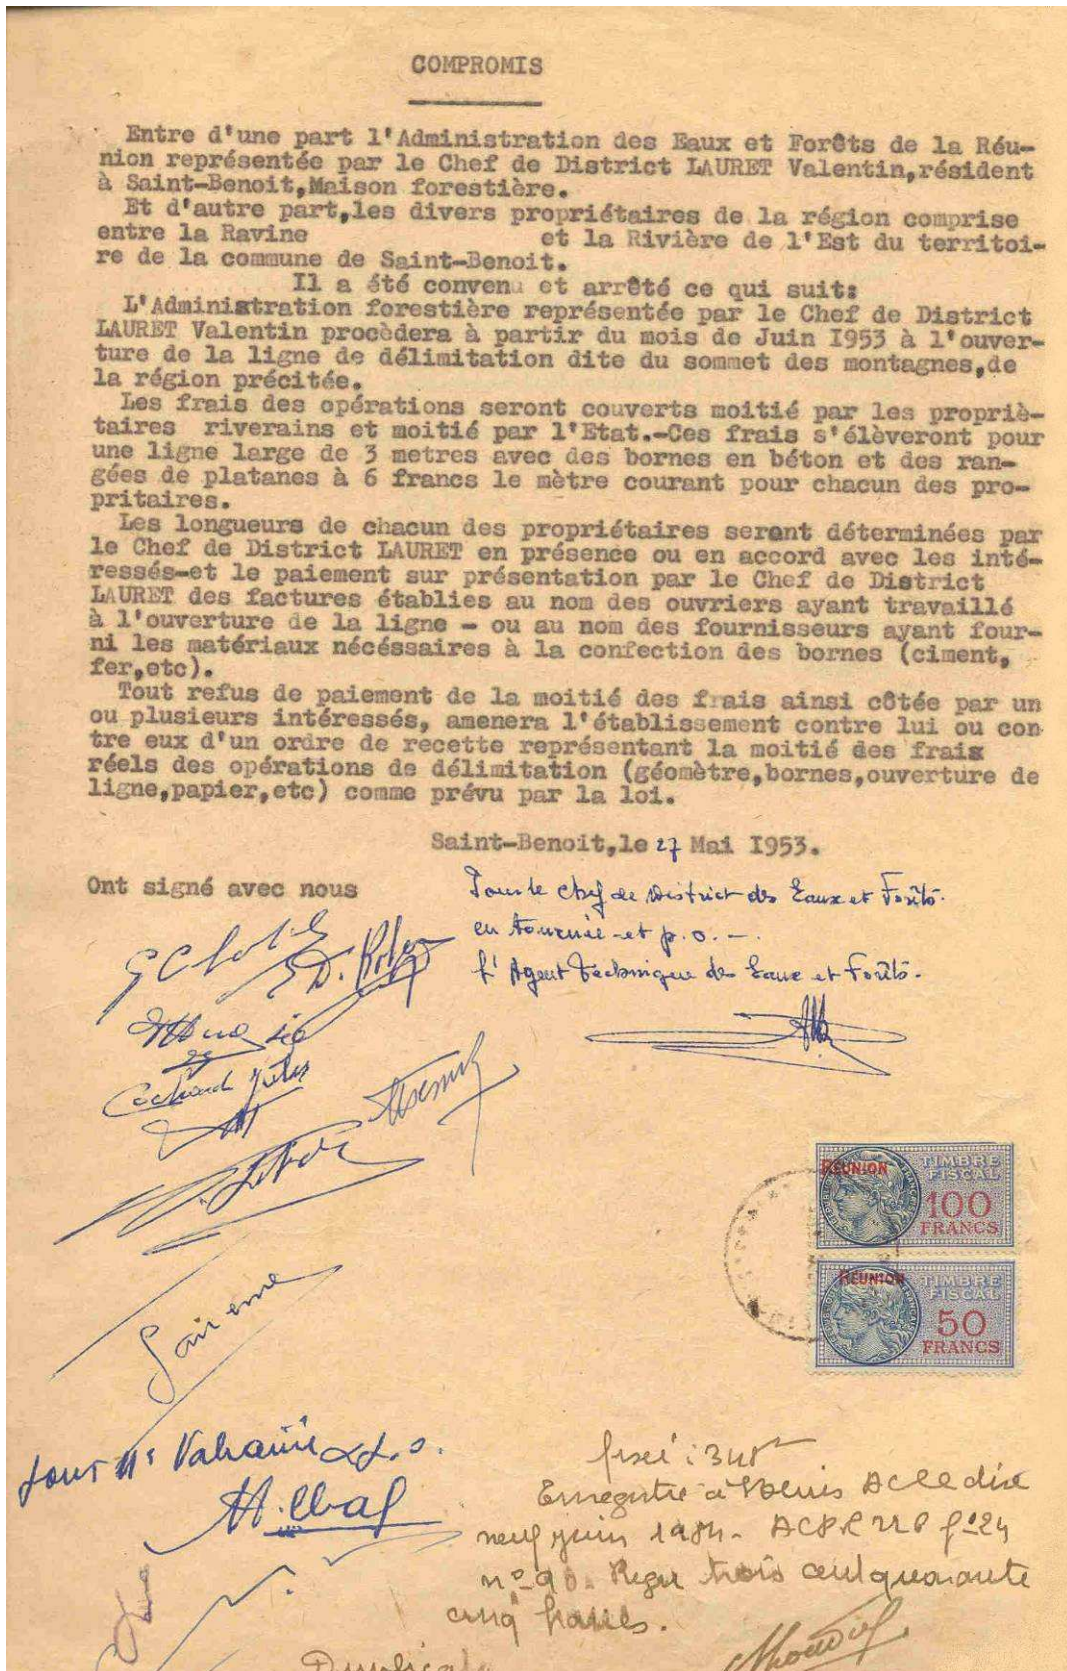 COMPROMIS
Entre d'une part l'Administration des Eaux et Forêts de la Réu-
nion représentée par le Chef de District LAURET Valentin,résident
à Saint-Benoit,Maison forestière.
Et d'autre part,les divers propriétaires de la région comprise
entre la Ravine et la Rivière de l'Est du territoi-
re de la commune de Saint-Benoit.
Il a été convenu et arrêté ce qui suit:
L'Administration forestière représentée par le Chef de District
LAURET Valentin procèdera à partir du mois de Juin I953 à l'ouver-
ture de la ligne de délimitation dite du sommet des montagnes,de
la région précitée.
Les frais des opérations seront couverts moitié par les propriè-
taires riverains et moitié par l'Etat.-Ces frais s'élèveront pour
une ligne large de 3 metres avec des bornes en béton et des ran-
gées de platanes à 6 francs le mètre courant pour chacun des pro-
pritaires.
Les longueurs de chacun des propriétaires seront déterminées par
le Chef de District LAURET en présence ou en accord avec les inté-
ressés-et le paiement sur présentation par le Chef de District
LAURET des factures établies au nom des ouvriers ayant travaillé
à l'ouverture de la ligne - ou au nom des fournisseurs ayant four-
ni les matériaux nécéssaires à la confection des bornes (ciment,
fer,etc).
Tout refus de paiement de la moitié des frais ainsi côtée par un
ou plusieurs intéressés, amenera l'établissement contre lui ou con
tre eux d'un ordre de recette représentant la moitié des frais
réels des opérations de délimitation (géomètre,bornes,ouverture de
ligne,papier,etc) comme prévu par la loi.
Saint-Benoit,le 27 Mai I953.
Ont signé avec nous
Pour le Chef de District des Eaux et Forêts
en tournée et p.o. -
l'Agent Technique des Eaux et Forêts.
Cochard Jules
RÉUNION
TIMBRE
FISCAL
100
FRANCS
RÉUNION
TIMBRE
FISCAL
50
FRANCS
pour Mr
fixé : 345
Enregistré à dix
neuf juin
n° 90. Reçu trois cent quarante
cinq francs.